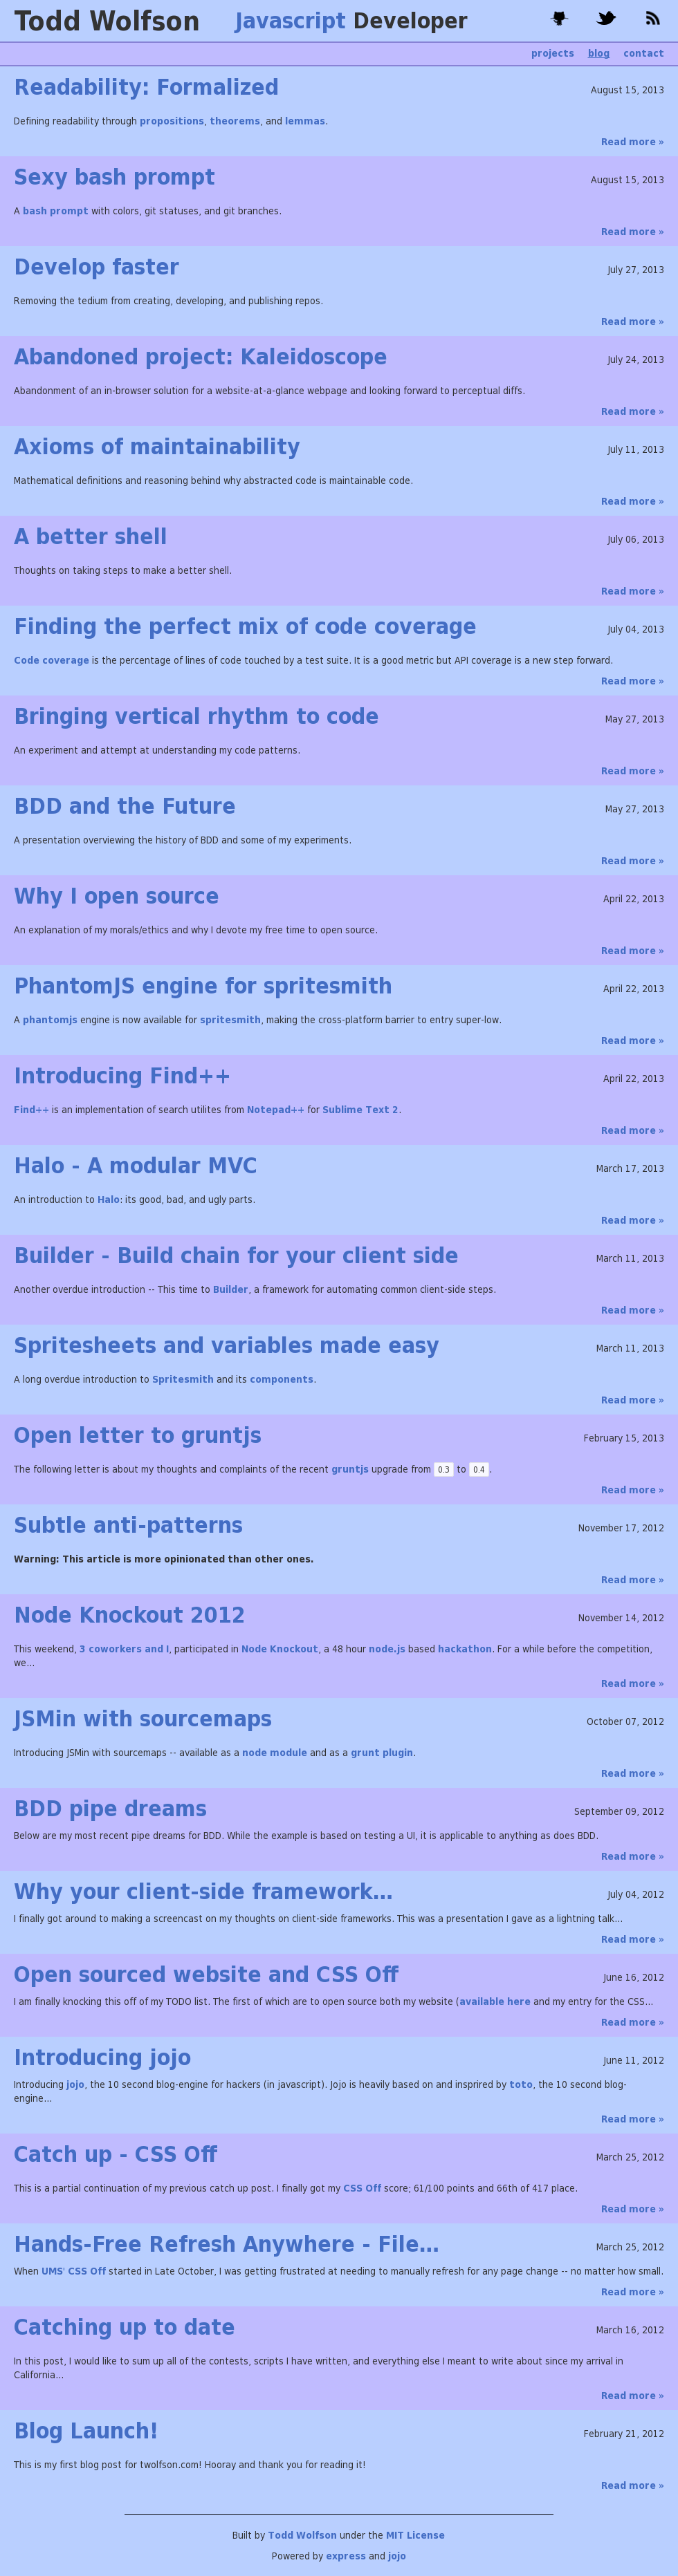 Todd Wolfson Javascript Developer
projects blog contact
Readability: Formalized August 15, 2013
Defining readability through propositions, theorems, and lemmas.
Read more »
Sexy bash prompt August 15, 2013
A bash prompt with colors, git statuses, and git branches.
Read more »
Develop faster July 27, 2013
Removing the tedium from creating, developing, and publishing repos.
Read more »
Abandoned project: Kaleidoscope July 24, 2013
Abandonment of an in-browser solution for a website-at-a-glance webpage and looking forward to perceptual diffs.
Read more »
Axioms of maintainability July 11, 2013
Mathematical definitions and reasoning behind why abstracted code is maintainable code.
Read more »
A better shell July 06, 2013
Thoughts on taking steps to make a better shell.
Read more »
Finding the perfect mix of code coverage July 04, 2013
Code coverage is the percentage of lines of code touched by a test suite. It is a good metric but API coverage is a new step forward.
Read more »
Bringing vertical rhythm to code May 27, 2013
An experiment and attempt at understanding my code patterns.
Read more »
BDD and the Future May 27, 2013
A presentation overviewing the history of BDD and some of my experiments.
Read more »
Why I open source April 22, 2013
An explanation of my morals/ethics and why I devote my free time to open source.
Read more »
PhantomJS engine for spritesmith April 22, 2013
A phantomjs engine is now available for spritesmith, making the cross-platform barrier to entry super-low.
Read more »
Introducing Find++ April 22, 2013
Find++ is an implementation of search utilites from Notepad++ for Sublime Text 2.
Read more »
Halo - A modular MVC March 17, 2013
An introduction to Halo: its good, bad, and ugly parts.
Read more »
Builder - Build chain for your client side March 11, 2013
Another overdue introduction -- This time to Builder, a framework for automating common client-side steps.
Read more »
Spritesheets and variables made easy March 11, 2013
A long overdue introduction to Spritesmith and its components.
Read more »
Open letter to gruntjs February 15, 2013
The following letter is about my thoughts and complaints of the recent gruntjs upgrade from 0.3 to 0.4.
Read more »
Subtle anti-patterns November 17, 2012
Warning: This article is more opinionated than other ones.
Read more »
Node Knockout 2012 November 14, 2012
This weekend, 3 coworkers and I, participated in Node Knockout, a 48 hour node.js based hackathon. For a while before the competition,
we...
Read more »
JSMin with sourcemaps October 07, 2012
Introducing JSMin with sourcemaps -- available as a node module and as a grunt plugin.
Read more »
BDD pipe dreams September 09, 2012
Below are my most recent pipe dreams for BDD. While the example is based on testing a UI, it is applicable to anything as does BDD.
Read more »
Why your client-side framework... July 04, 2012
I finally got around to making a screencast on my thoughts on client-side frameworks. This was a presentation I gave as a lightning talk...
Read more »
Open sourced website and CSS Off June 16, 2012
I am finally knocking this off of my TODO list. The first of which are to open source both my website (available here and my entry for the CSS...
Read more »
Introducing jojo June 11, 2012
Introducing jojo, the 10 second blog-engine for hackers (in javascript). Jojo is heavily based on and insprired by toto, the 10 second blog-
engine...
Read more »
Catch up - CSS Off March 25, 2012
This is a partial continuation of my previous catch up post. I finally got my CSS Off score; 61/100 points and 66th of 417 place.
Read more »
Hands-Free Refresh Anywhere - File... March 25, 2012
When UMS' CSS Off started in Late October, I was getting frustrated at needing to manually refresh for any page change -- no matter how small.
Read more »
Catching up to date March 16, 2012
In this post, I would like to sum up all of the contests, scripts I have written, and everything else I meant to write about since my arrival in
California...
Read more »
Blog Launch! February 21, 2012
This is my first blog post for twolfson.com! Hooray and thank you for reading it!
Read more »
Built by Todd Wolfson under the MIT License
Powered by express and jojo